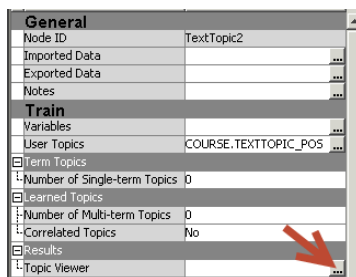 General
Node ID TextTopic2
Imported Data ...
Exported Data ...
Notes ...
Train
Variables ...
User Topics COURSE.TEXTTOPIC_POS ...
Term Topics
Number of Single-term Topics 0
Learned Topics
Number of Multi-term Topics 0
Correlated Topics No
Results
Topic Viewer ...